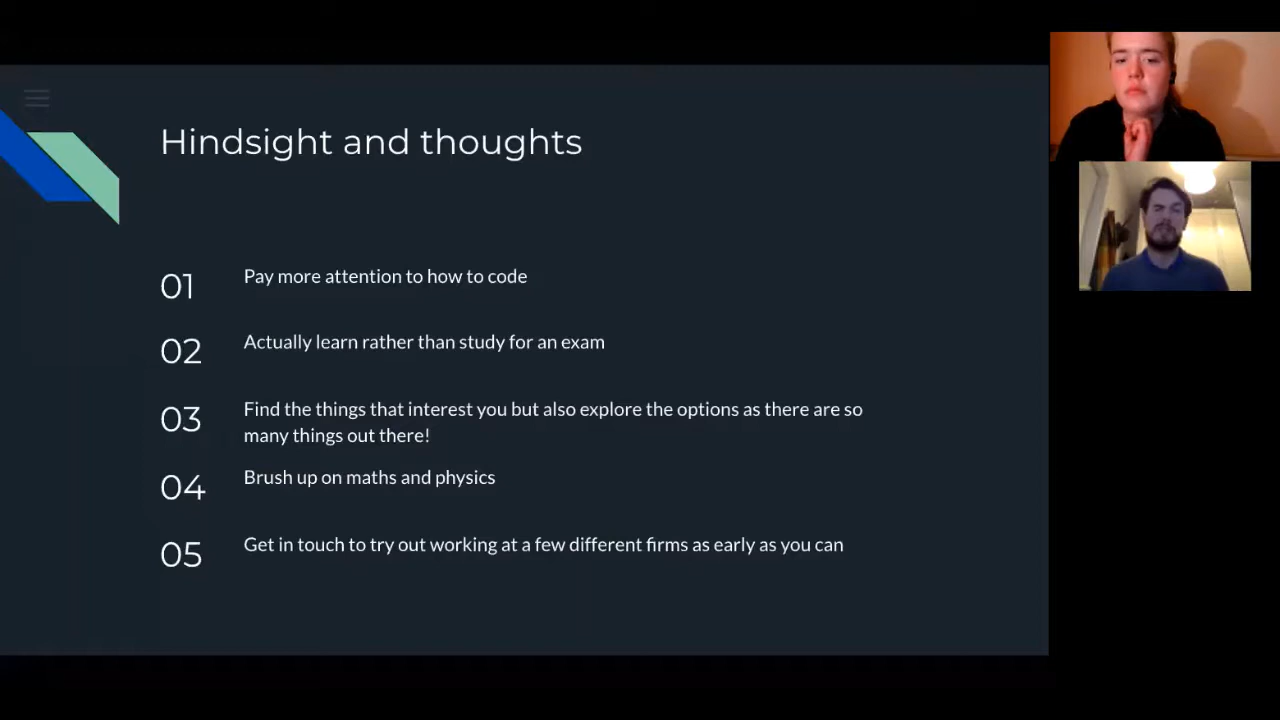 Hindsight and thoughts
01 Pay more attention to how to code
02 Actually learn rather than study for an exam
03 Find the things that interest you but also explore the options as there are so
many things out there!
04 Brush up on maths and physics
05 Get in touch to try out working at a few different firms as early as you can